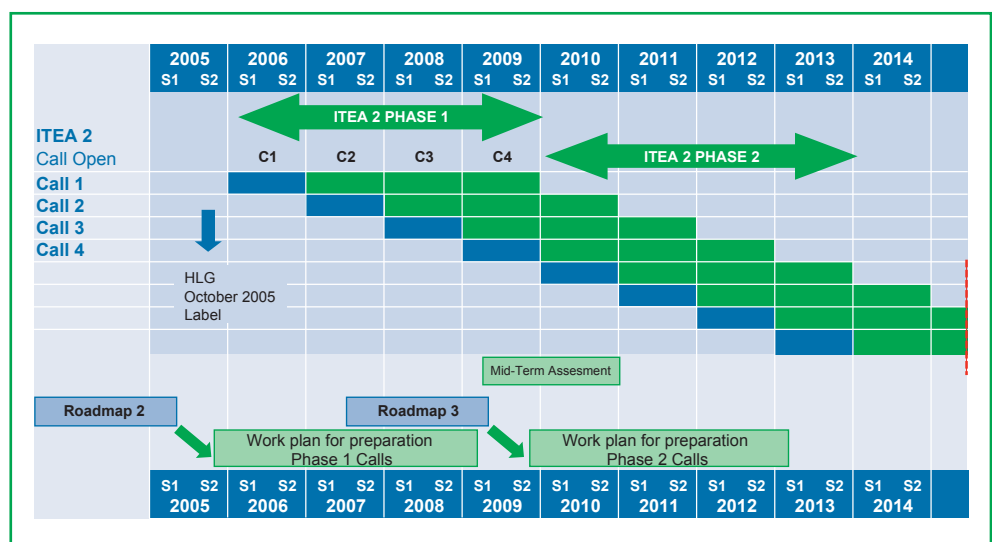 2005 2006 2007 2008 2009 2010 2011 2012 2013 2014
S1 S2 S1 S2 S1 S2 S1 S2 S1 S2 S1 S2 S1 S2 S1 S2 S1 S2 S1 S2
ITEA 2 PHASE 1
ITEA 2
Call Open C1 C2 C3 C4 ITEA 2 PHASE 2
Call 1
Call 2
Call 3
Call 4
HLG
October 2005
Label
Mid-Term Assesment
Roadmap 2 Roadmap 3
Work plan for preparation
Phase 1 Calls
Work plan for preparation
Phase 2 Calls
S1 S2 S1 S2 S1 S2 S1 S2 S1 S2 S1 S2 S1 S2 S1 S2 S1 S2 S1 S2
2005 2006 2007 2008 2009 2010 2011 2012 2013 2014